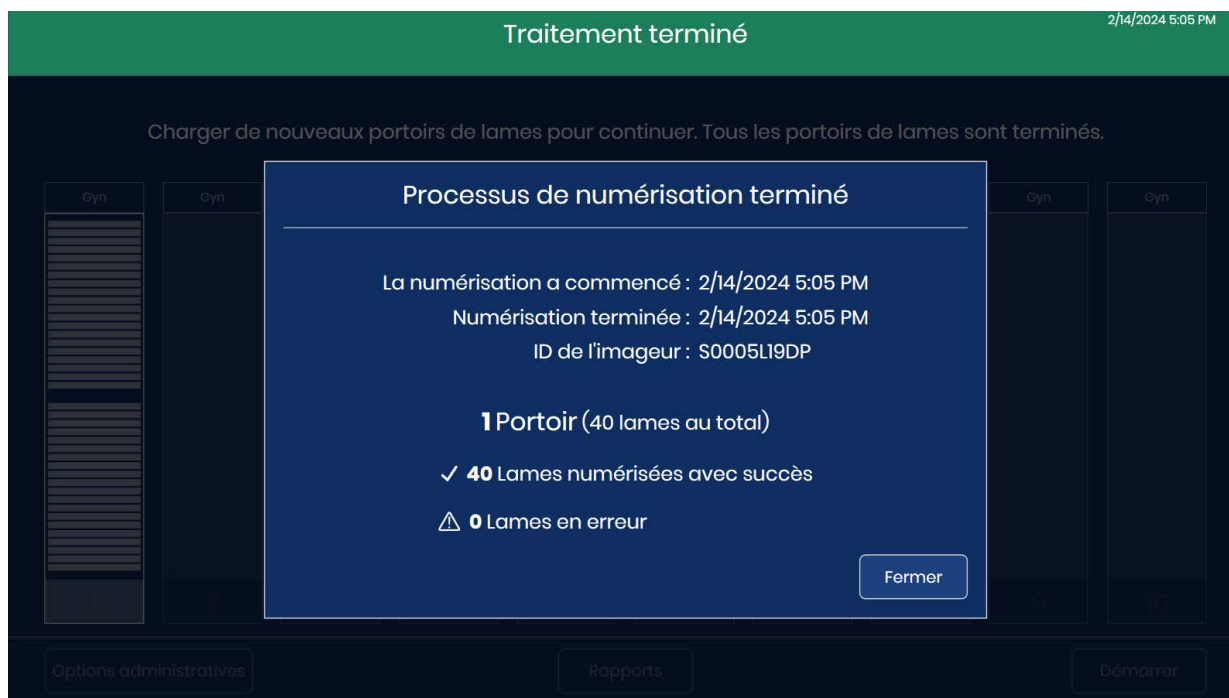 Traitement terminé
2/14/2024 5:05 PM
Charger de nouveaux portoirs de lames pour continuer. Tous les portoirs de lames sont terminés.
Gyn
Gyn
Gyn
Gyn
Processus de numérisation terminé
La numérisation a commencé : 2/14/2024 5:05 PM
Numérisation terminée : 2/14/2024 5:05 PM
ID de l'imageur : S0005L19DP
1 Portoir (40 lames au total)
40 Lames numérisées avec succès
0 Lames en erreur
Fermer
2
9
10
Options administratives
Rapports
Démarrer